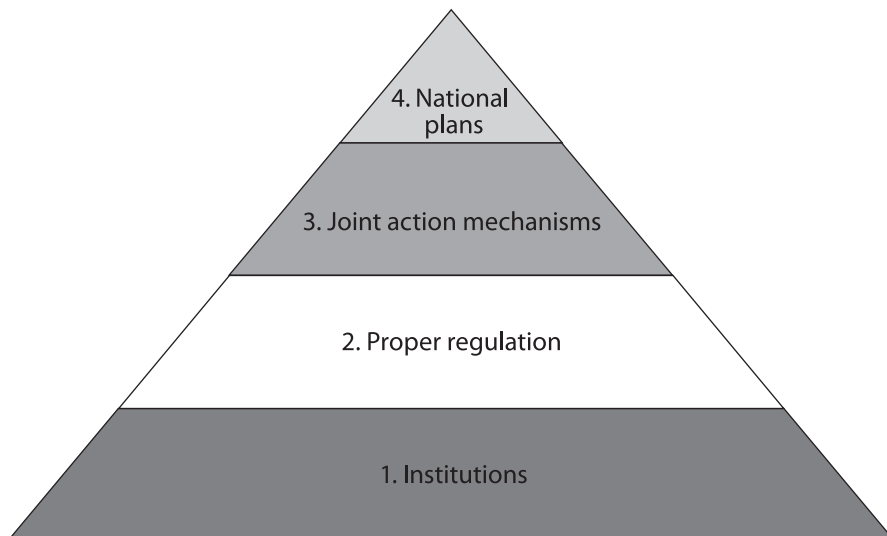 4. National
plans
3. Joint action mechanisms
2. Proper regulation
1. Institutions